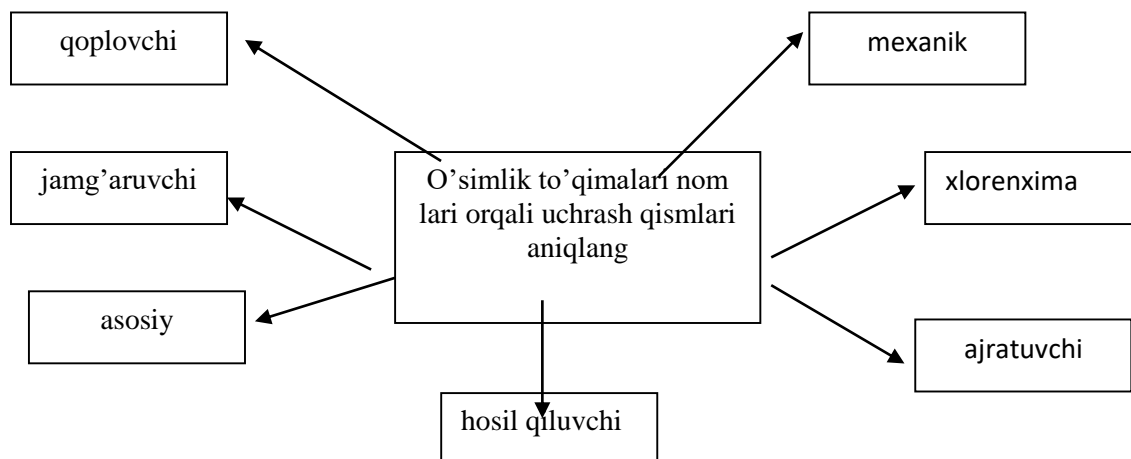 qoplovchi
mexanik
O’simlik to’qimalari nom
lari orqali uchrash qismlari
aniqlang
jamg’aruvchi
xlorenxima
asosiy
ajratuvchi
hosil qiluvchi